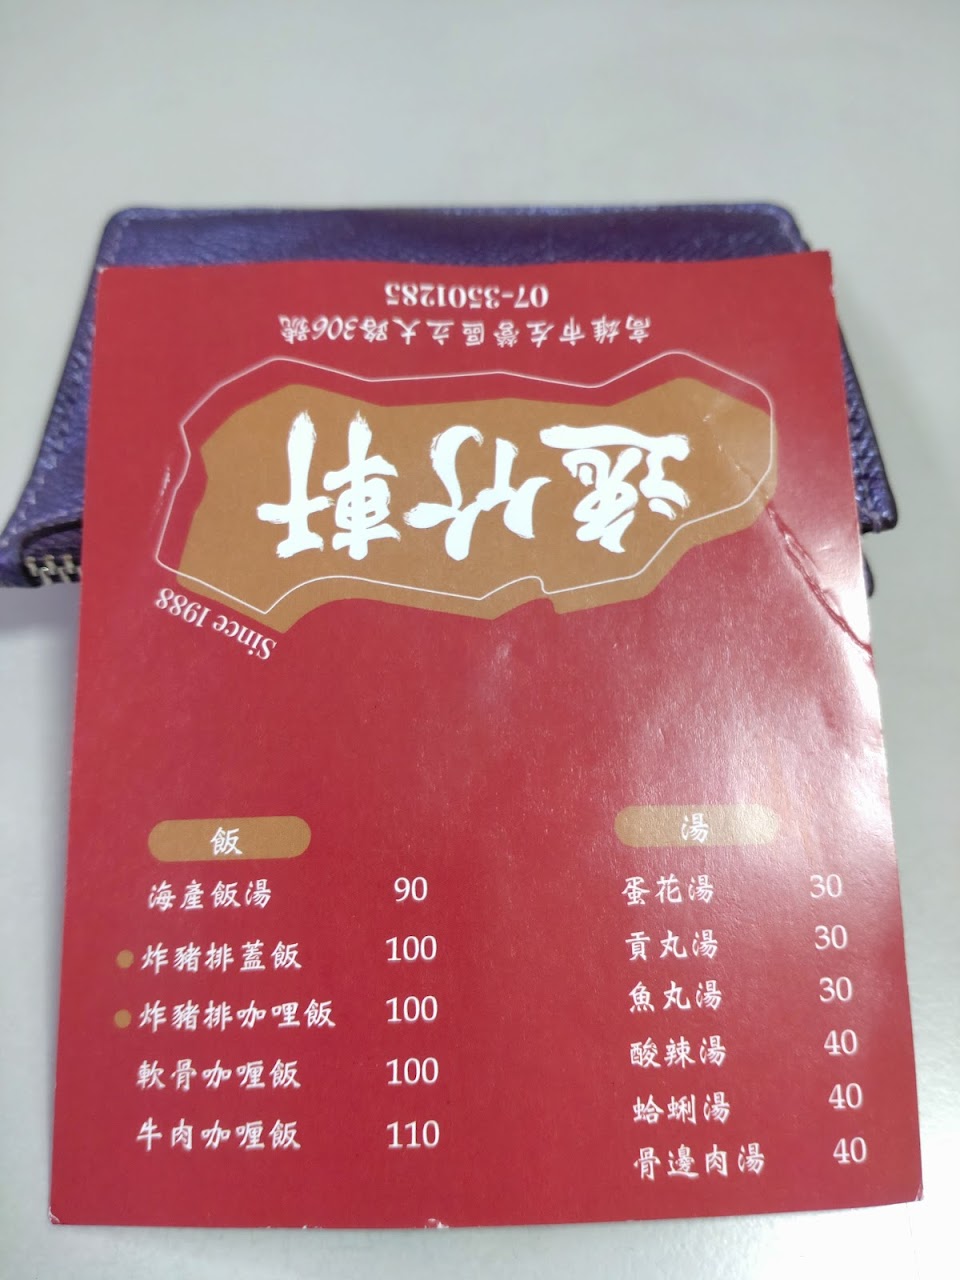 07-3501285
高雄市左營區立大路306號
逸竹軒
Since 1988
飯
海產飯湯 90
炸豬排蓋飯 100
炸豬排咖哩飯 100
軟骨咖喱飯 100
牛肉咖喱飯 110
湯
蛋花湯 30
貢丸湯 30
魚丸湯 30
酸辣湯 40
蛤蜊湯 40
骨邊肉湯 40